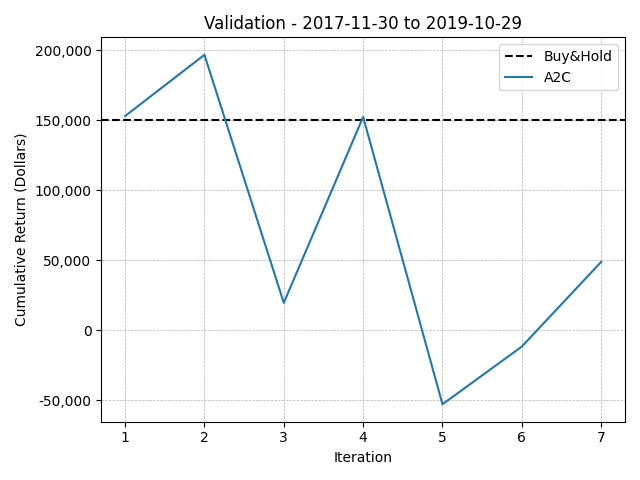 Validation - 2017-11-30 to 2019-10-29
Buy&Hold
A2C
Cumulative Return (Dollars)
200,000
150,000
100,000
50,000
0
-50,000
1 2 3 4 5 6 7
Iteration